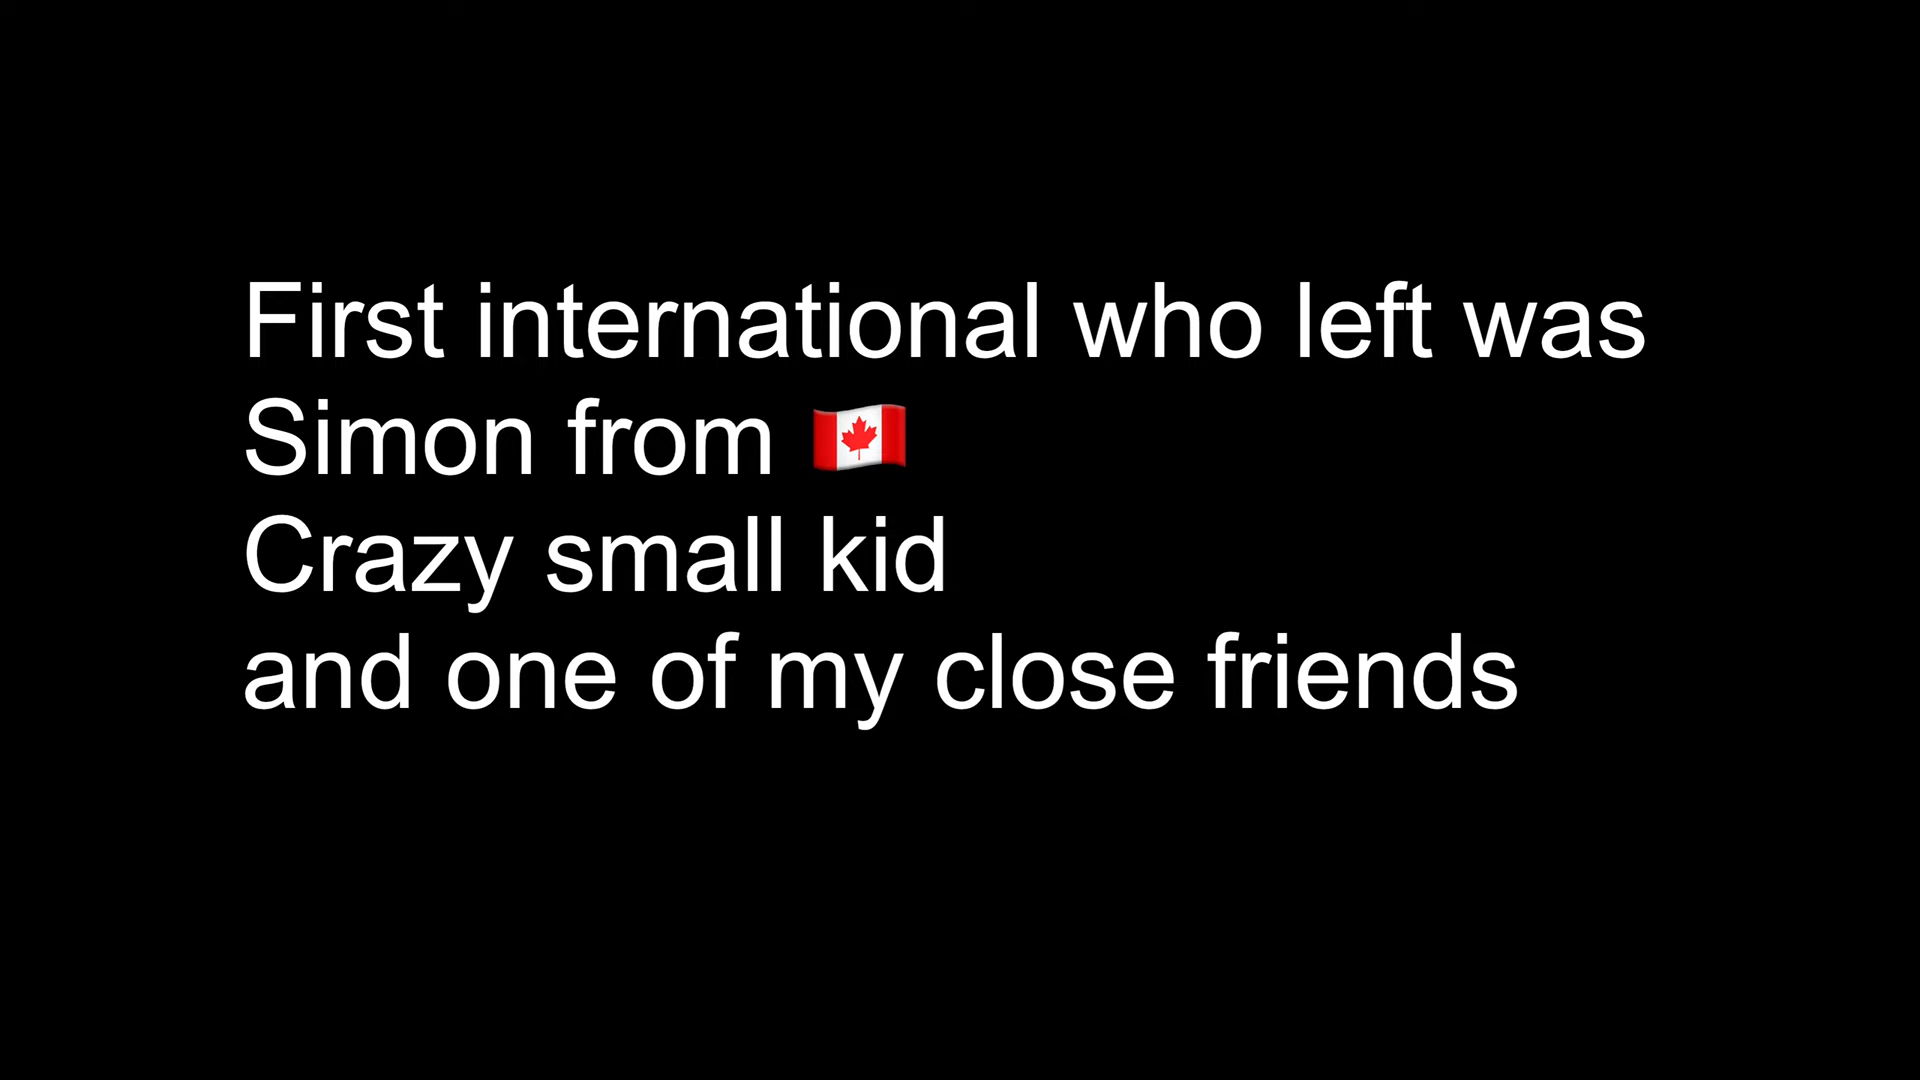 First international who left was
Simon from 🇨🇦
Crazy small kid
and one of my close friends